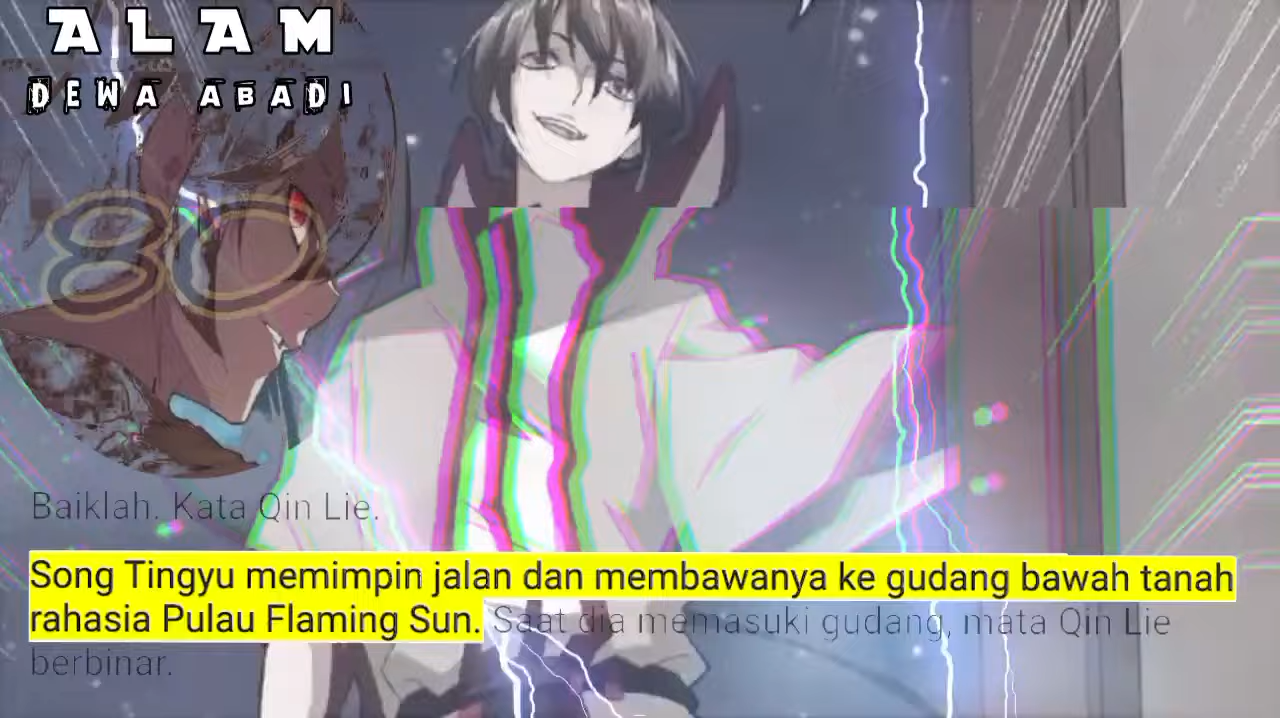 ALAM
DEWA ABADI
80
Baiklah. Kata Qin Lie.
Song Tingyu memimpin jalan dan membawanya ke gudang bawah tanah
rahasia Pulau Flaming Sun. Saat dia memasuki gudang, mata Qin Lie
berbinar.